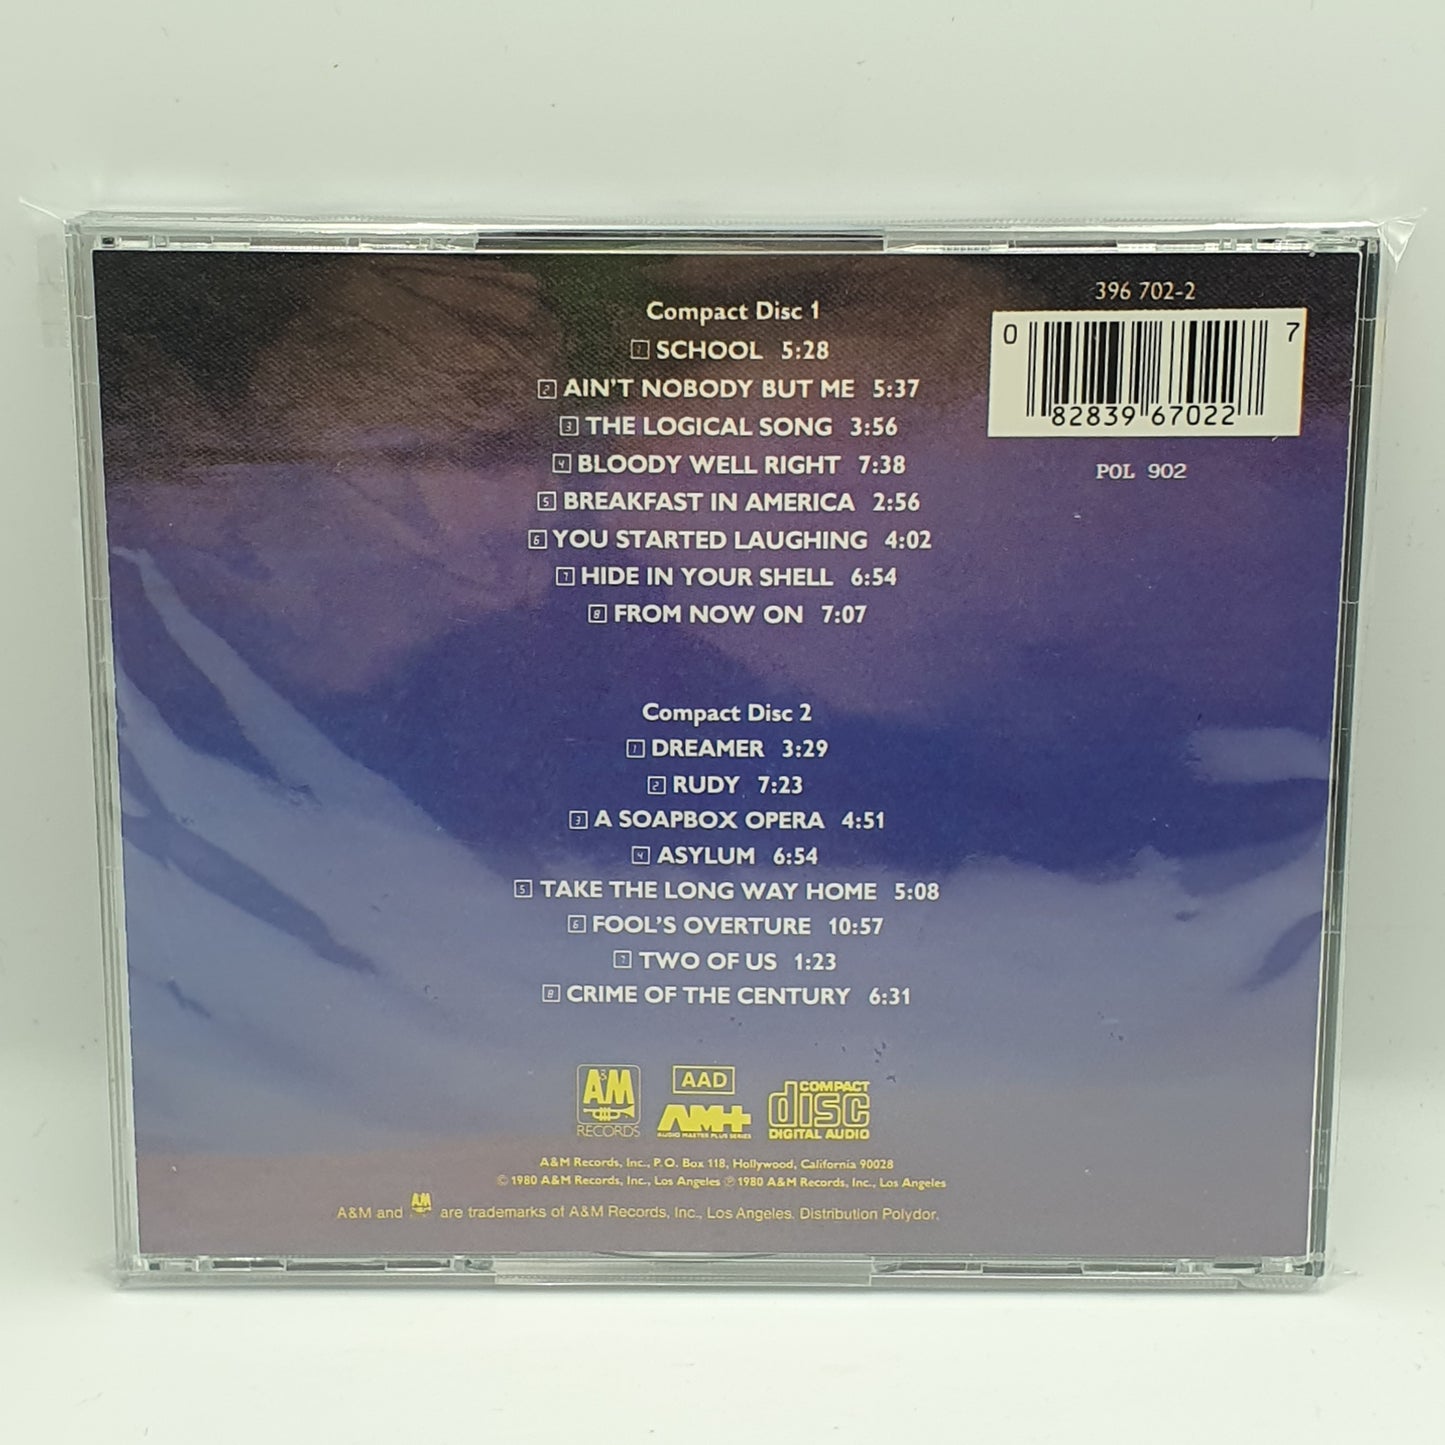 396 702-2
0 82839 67022 7
POL 902
Compact Disc 1
1 SCHOOL 5:28
2 AIN'T NOBODY BUT ME 5:37
3 THE LOGICAL SONG 3:56
4 BLOODY WELL RIGHT 7:38
5 BREAKFAST IN AMERICA 2:56
6 YOU STARTED LAUGHING 4:02
7 HIDE IN YOUR SHELL 6:54
8 FROM NOW ON 7:07
Compact Disc 2
1 DREAMER 3:29
2 RUDY 7:23
3 A SOAPBOX OPERA 4:51
4 ASYLUM 6:54
5 TAKE THE LONG WAY HOME 5:08
6 FOOL'S OVERTURE 10:57
7 TWO OF US 1:23
8 CRIME OF THE CENTURY 6:31
A&M
RECORDS
AAD
AM+
AUDIO MASTER PLUS SERIES
COMPACT
disc
DIGITAL AUDIO
A&M Records, Inc., P.O. Box 118, Hollywood, California 90028
© 1980 A&M Records, Inc., Los Angeles ℗ 1980 A&M Records, Inc., Los Angeles
A&M and A&M are trademarks of A&M Records, Inc., Los Angeles. Distribution Polydor.